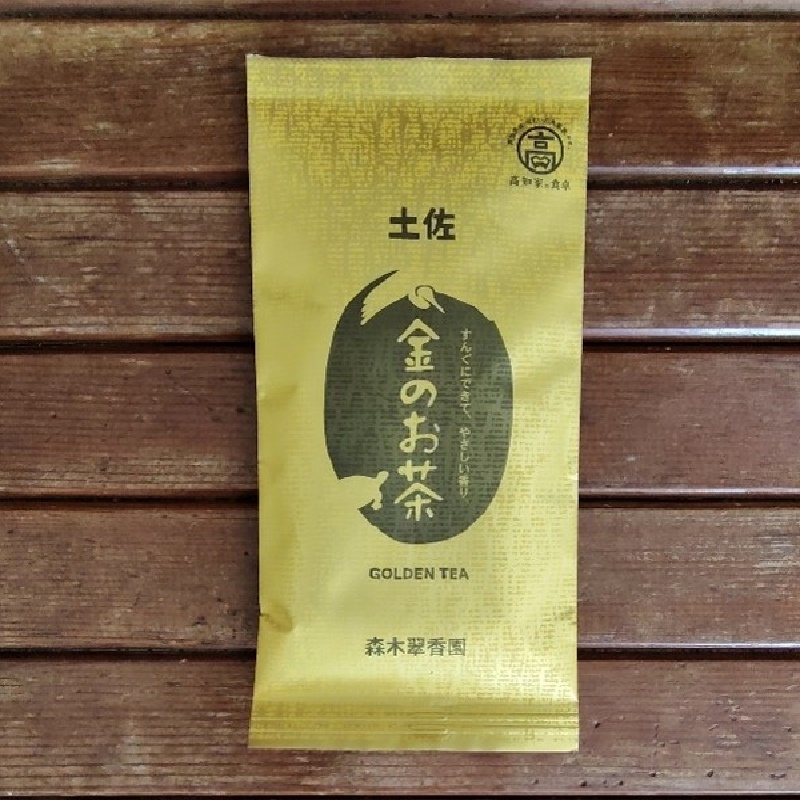 高
高知家の食卓
土佐
金のお茶
すんぐにできて、やさしい香り
GOLDEN TEA
森木翠香園